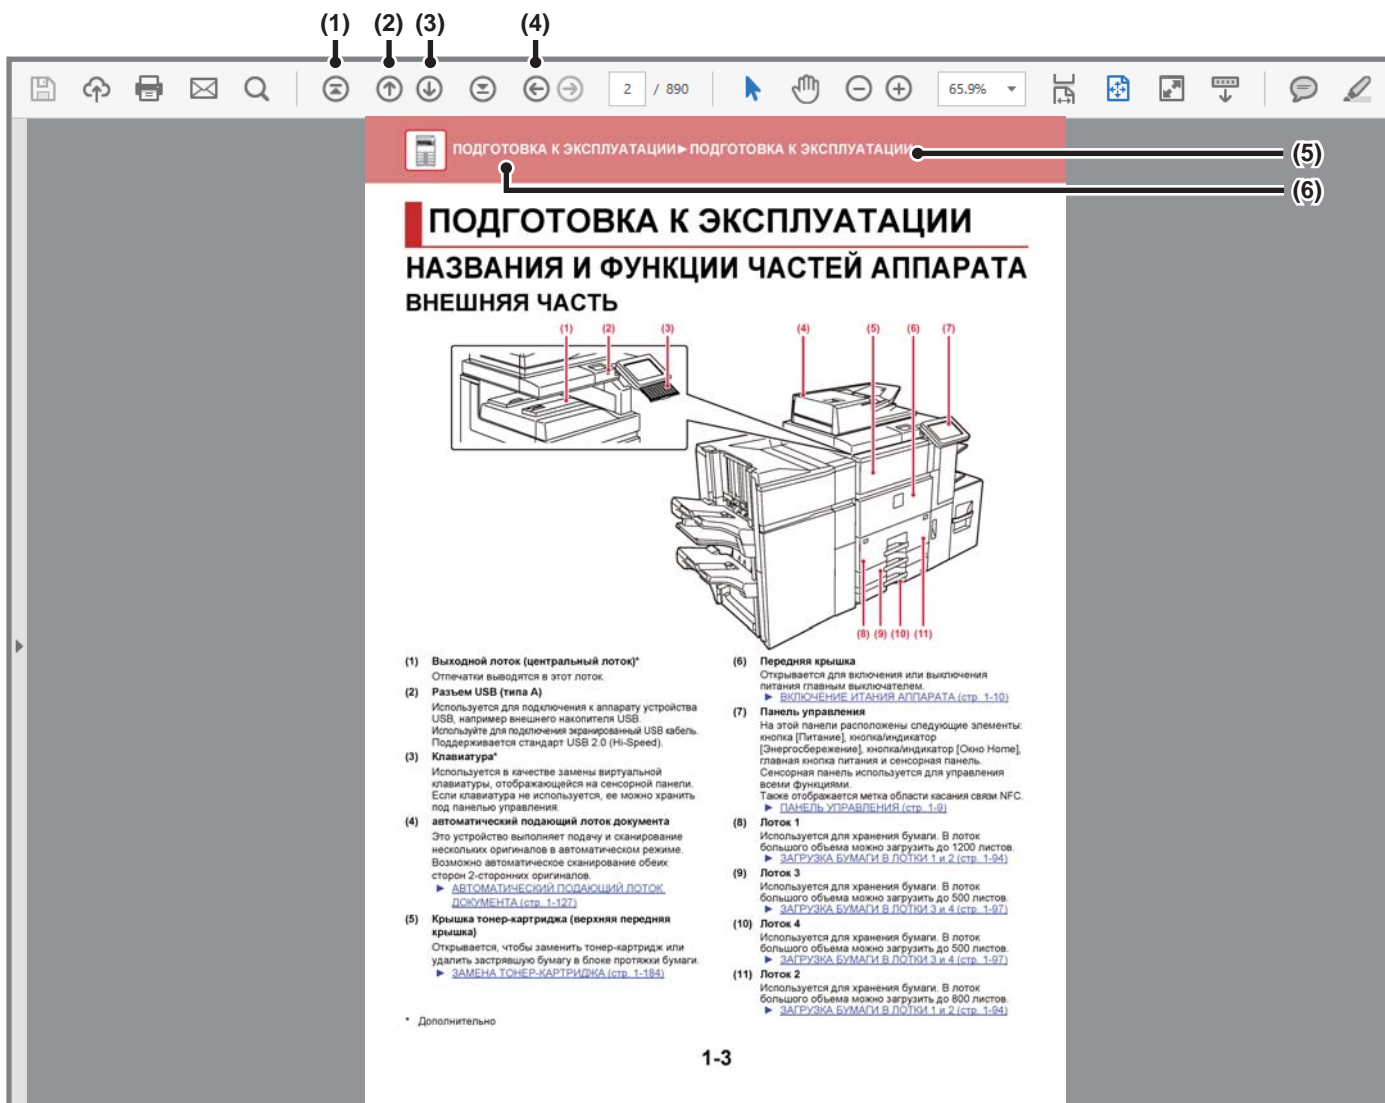 (1) (2) (3) (4)
2 / 890 65.9%
ПОДГОТОВКА К ЭКСПЛУАТАЦИИ►ПОДГОТОВКА К ЭКСПЛУАТАЦИИ
(5)
(6)
ПОДГОТОВКА К ЭКСПЛУАТАЦИИ
НАЗВАНИЯ И ФУНКЦИИ ЧАСТЕЙ АППАРАТА
ВНЕШНЯЯ ЧАСТЬ
(1) (2) (3) (4) (5) (6) (7)
(8) (9) (10) (11)
(1) Выходной лоток (центральный лоток)*
Отпечатки выводятся в этот лоток.
(2) Разъем USB (типа A)
Используется для подключения к аппарату устройства
USB, например внешнего накопителя USB.
Используйте для подключения экранированный USB кабель.
Поддерживается стандарт USB 2.0 (Hi-Speed).
(3) Клавиатура*
Используется в качестве замены виртуальной
клавиатуры, отображающейся на сенсорной панели.
Если клавиатура не используется, ее можно хранить
под панелью управления.
(4) автоматический подающий лоток документа
Это устройство выполняет подачу и сканирование
нескольких оригиналов в автоматическом режиме.
Возможно автоматическое сканирование обеих
сторон 2-сторонних оригиналов.
► АВТОМАТИЧЕСКИЙ ПОДАЮЩИЙ ЛОТОК
ДОКУМЕНТА (стр. 1-127)
(5) Крышка тонер-картриджа (верхняя передняя
крышка)
Открывается, чтобы заменить тонер-картридж или
удалить застрявшую бумагу в блоке протяжки бумаги.
► ЗАМЕНА ТОНЕР-КАРТРИДЖА (стр. 1-184)
(6) Передняя крышка
Открывается для включения или выключения
питания главным выключателем.
► ВКЛЮЧЕНИЕ ИТАНИЯ АППАРАТА (стр. 1-10)
(7) Панель управления
На этой панели расположены следующие элементы:
кнопка [Питание], кнопка/индикатор
[Энергосбережение], кнопка/индикатор [Окно Home],
главная кнопка питания и сенсорная панель.
Сенсорная панель используется для управления
всеми функциями.
Также отображается метка области касания связи NFC.
► ПАНЕЛЬ УПРАВЛЕНИЯ (стр. 1-9)
(8) Лоток 1
Используется для хранения бумаги. В лоток
большого объема можно загрузить до 1200 листов.
► ЗАГРУЗКА БУМАГИ В ЛОТКИ 1 и 2 (стр. 1-94)
(9) Лоток 3
Используется для хранения бумаги. В лоток
большого объема можно загрузить до 500 листов.
► ЗАГРУЗКА БУМАГИ В ЛОТКИ 3 и 4 (стр. 1-97)
(10) Лоток 4
Используется для хранения бумаги. В лоток
большого объема можно загрузить до 500 листов.
► ЗАГРУЗКА БУМАГИ В ЛОТКИ 3 и 4 (стр. 1-97)
(11) Лоток 2
Используется для хранения бумаги. В лоток
большого объема можно загрузить до 800 листов.
► ЗАГРУЗКА БУМАГИ В ЛОТКИ 1 и 2 (стр. 1-94)
* Дополнительно
1-3